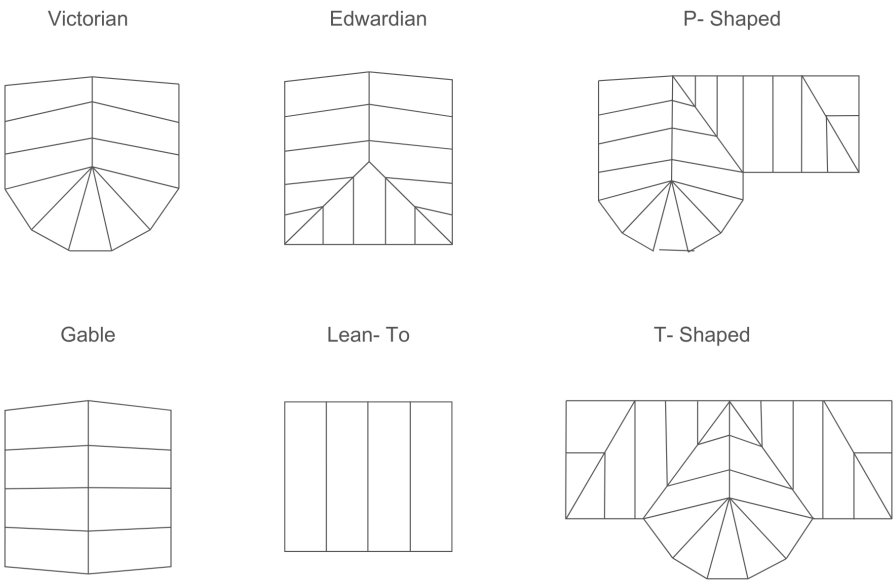 Victorian
Edwardian
P- Shaped
Gable
Lean- To
T- Shaped